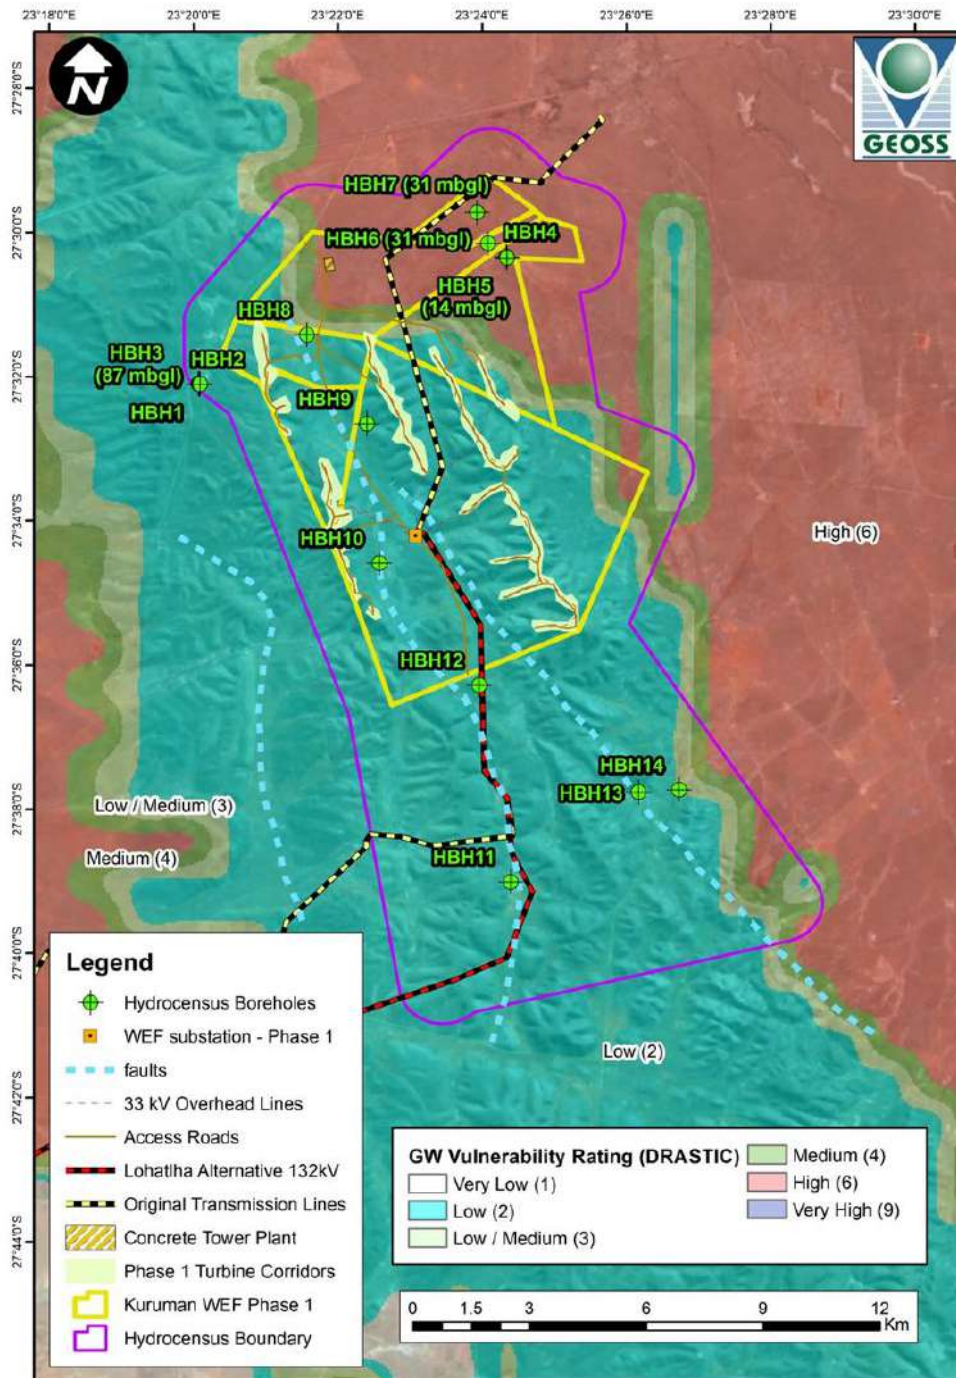 23°18'0"E
23°20'0"E
23°22'0"E
23°24'0"E
23°26'0"E
23°28'0"E
23°30'0"E
27°28'0"S
27°30'0"S
27°32'0"S
27°34'0"S
27°36'0"S
27°38'0"S
27°40'0"S
27°42'0"S
27°44'0"S
N
GEOSS
HBH7 (31 mbgl)
HBH6 (31 mbgl)
HBH4
HBH5
(14 mbgl)
HBH8
HBH3
(87 mbgl)
HBH2
HBH1
HBH9
HBH10
HBH12
HBH14
HBH13
HBH11
High (6)
Low / Medium (3)
Medium (4)
Low (2)
Legend
Hydrocensus Boreholes
WEF substation - Phase 1
faults
33 kV Overhead Lines
Access Roads
Lohatlha Alternative 132kV
Original Transmission Lines
Concrete Tower Plant
Phase 1 Turbine Corridors
Kuruman WEF Phase 1
Hydrocensus Boundary
GW Vulnerability Rating (DRASTIC)
Very Low (1)
Low (2)
Low / Medium (3)
Medium (4)
High (6)
Very High (9)
0 1.5 3 6 9 12
Km